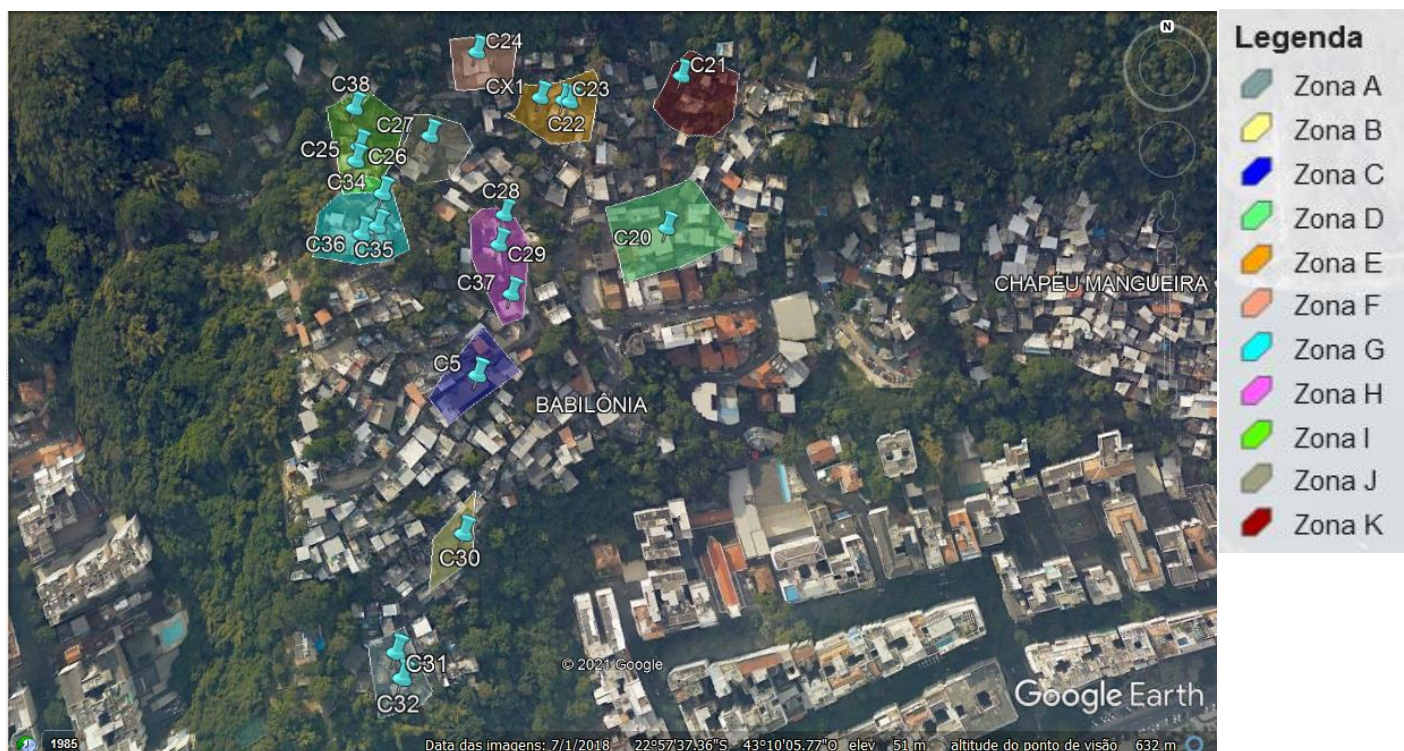 C24
N
C21
CX1
C23
C38
C22
C27
C25
C26
C34
C28
C20
C36
C35
C29
C37
CHAPÉU MANGUEIRA
C5
BABILÔNIA
C30
C31
© 2021 Google
C32
Google Earth
1985
Data das imagens: 7/1/2018 22°57'37.36"S 43°10'05.77"O elev 51 m altitude do ponto de visão 632 m
Legenda
Zona A
Zona B
Zona C
Zona D
Zona E
Zona F
Zona G
Zona H
Zona I
Zona J
Zona K